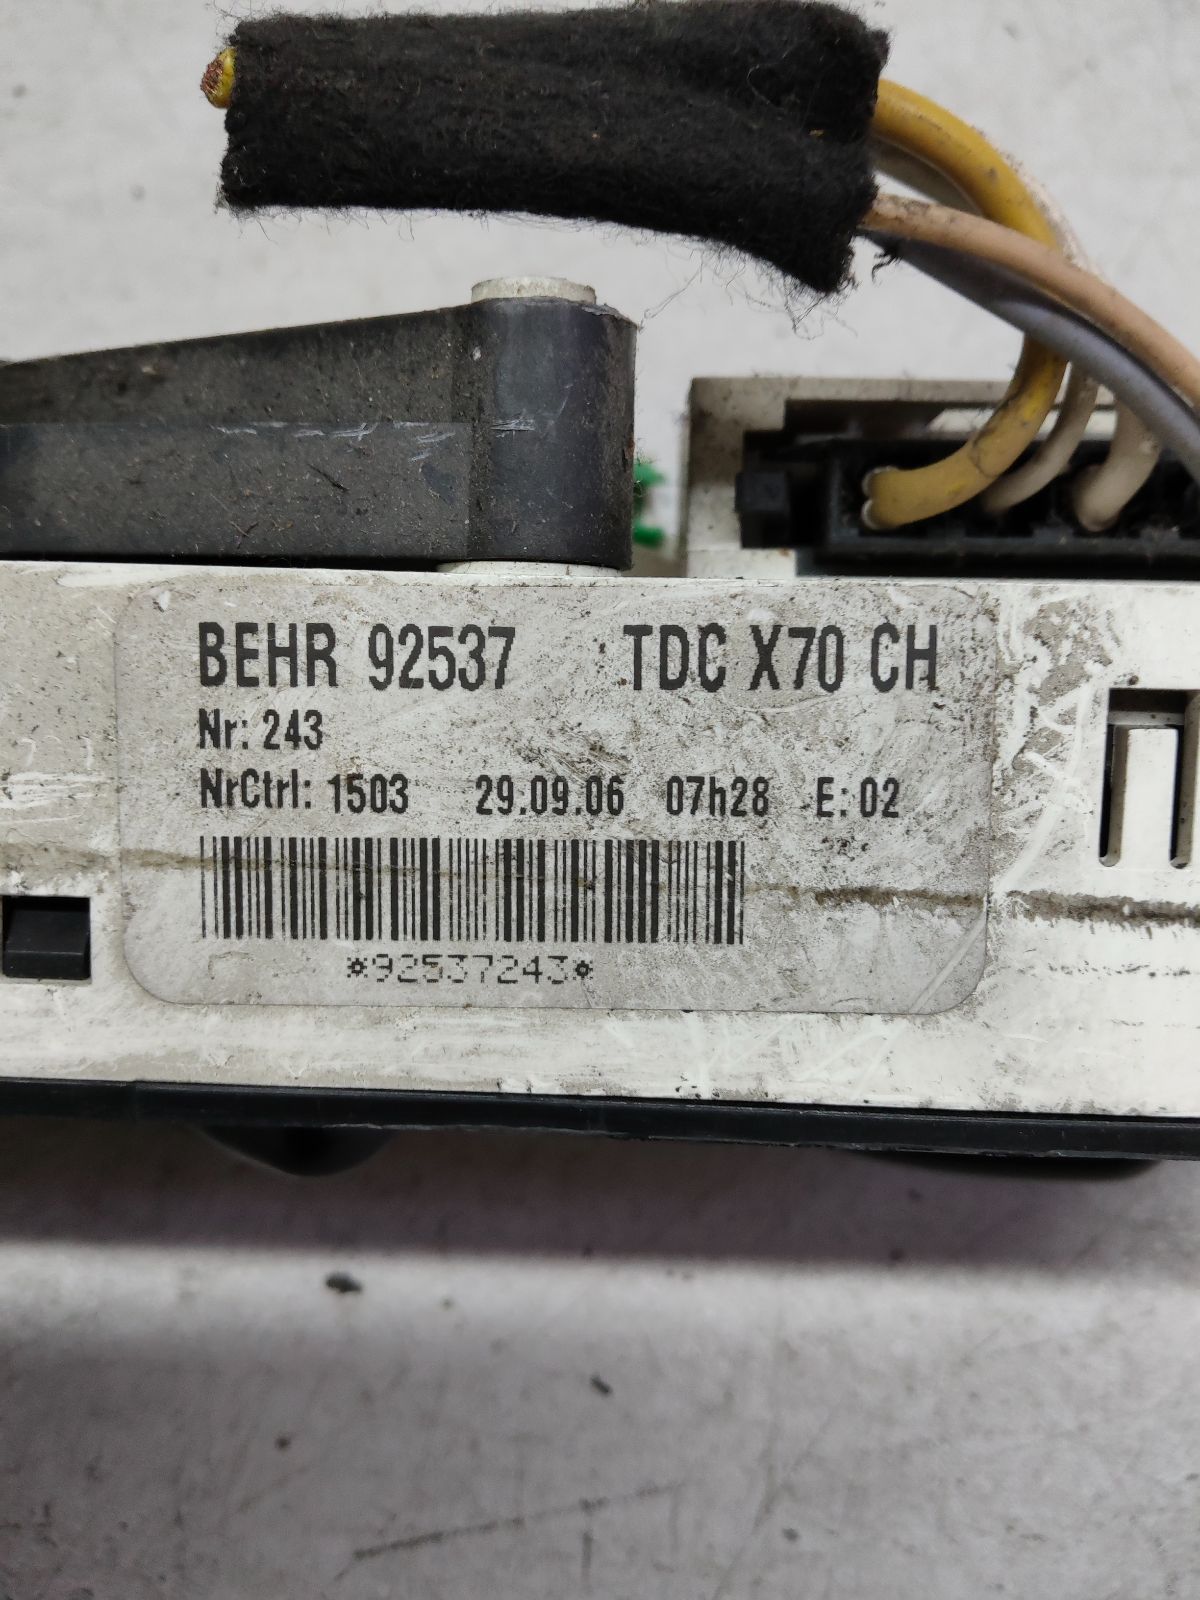 BEHR 92537 TDC X70 CH
Nr: 243
NrCtrl: 1503 29.09.06 07h28 E: 02
*92537243*